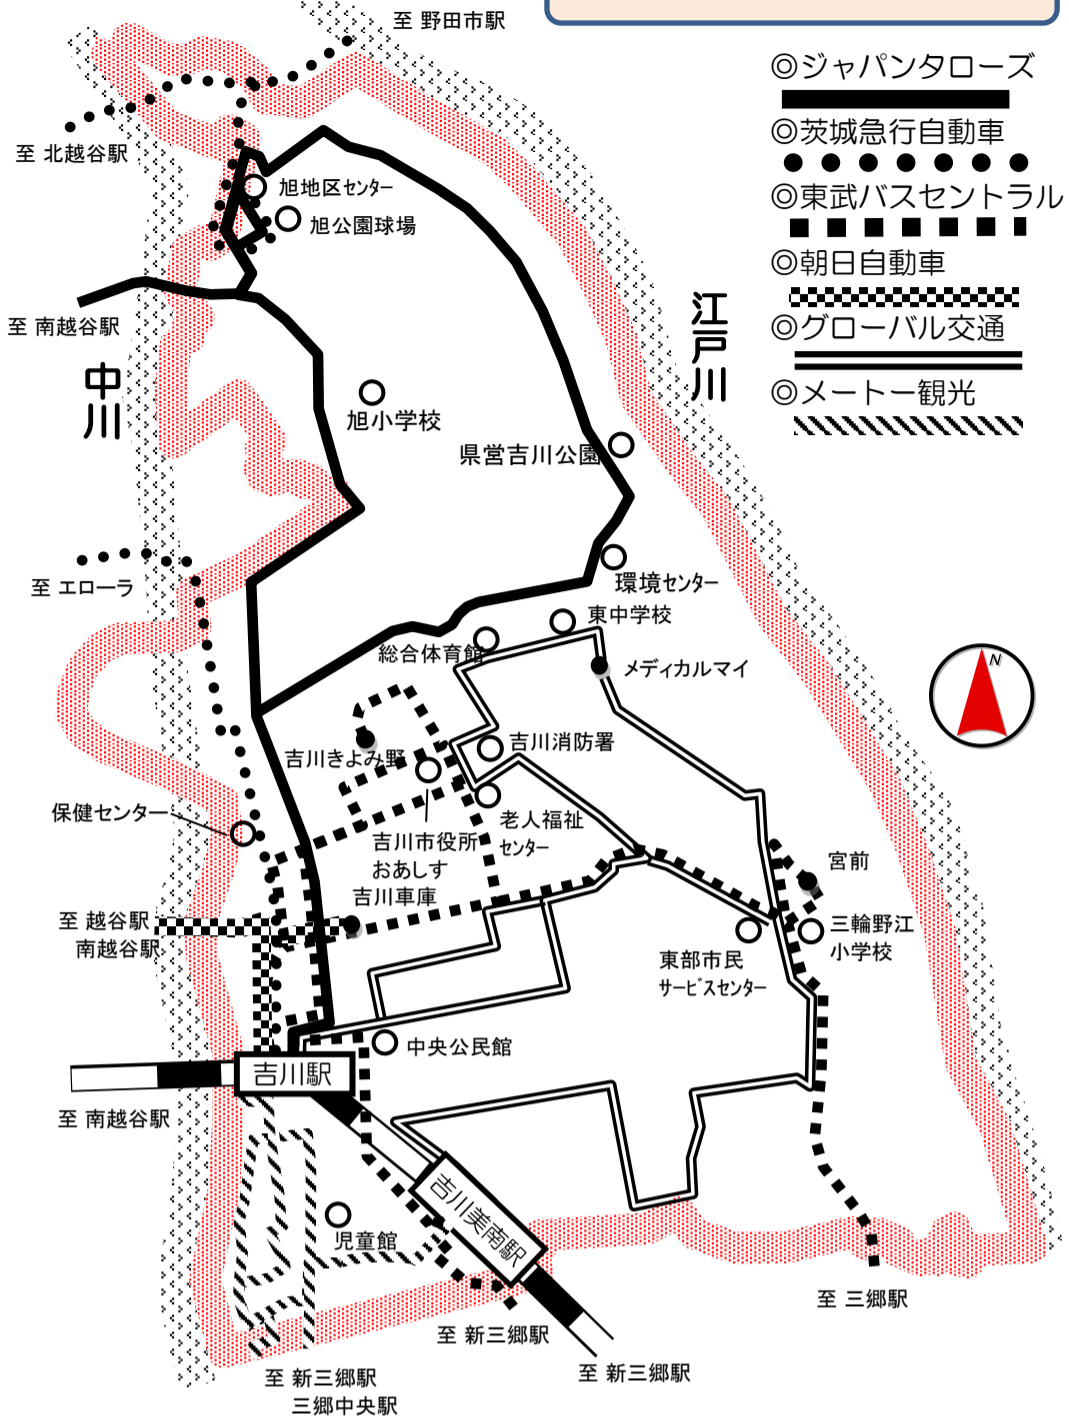 至 野田市駅
◎ジャパンタローズ
◎茨城急行自動車
◎東武バスセントラル
◎朝日自動車
◎グローバル交通
◎メートー観光
至 北越谷駅
旭地区センター
旭公園球場
至 南越谷駅
中川
江戸川
旭小学校
県営吉川公園
環境センター
至 エローラ
東中学校
総合体育館
メディカルマイ
N
吉川消防署
吉川きよみ野
保健センター
老人福祉
センター
吉川市役所
おあしす
吉川車庫
宮前
至 越谷駅
南越谷駅
三輪野江
小学校
東部市民
サービスセンター
中央公民館
吉川駅
至 南越谷駅
吉川美南駅
児童館
至 三郷駅
至 新三郷駅
至 新三郷駅
至 新三郷駅
三郷中央駅